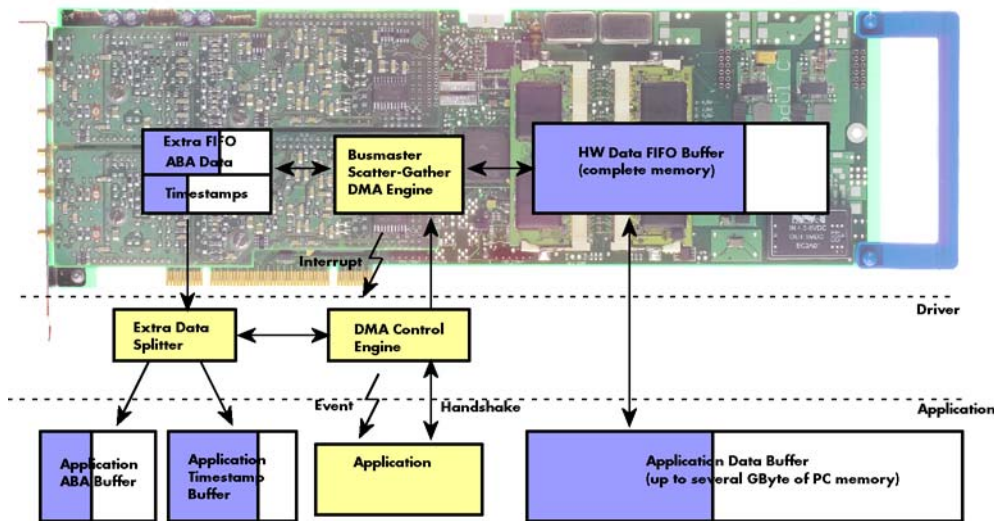 Extra FIFO
ABA Data
Timestamps
Busmaster
Scatter-Gather
DMA Engine
HW Data FIFO Buffer
(complete memory)
Interrupt
Driver
Extra Data
Splitter
DMA Control
Engine
Event
Handshake
Application
Application
ABA Buffer
Application
Timestamp
Buffer
Application
Application Data Buffer
(up to several GByte of PC memory)